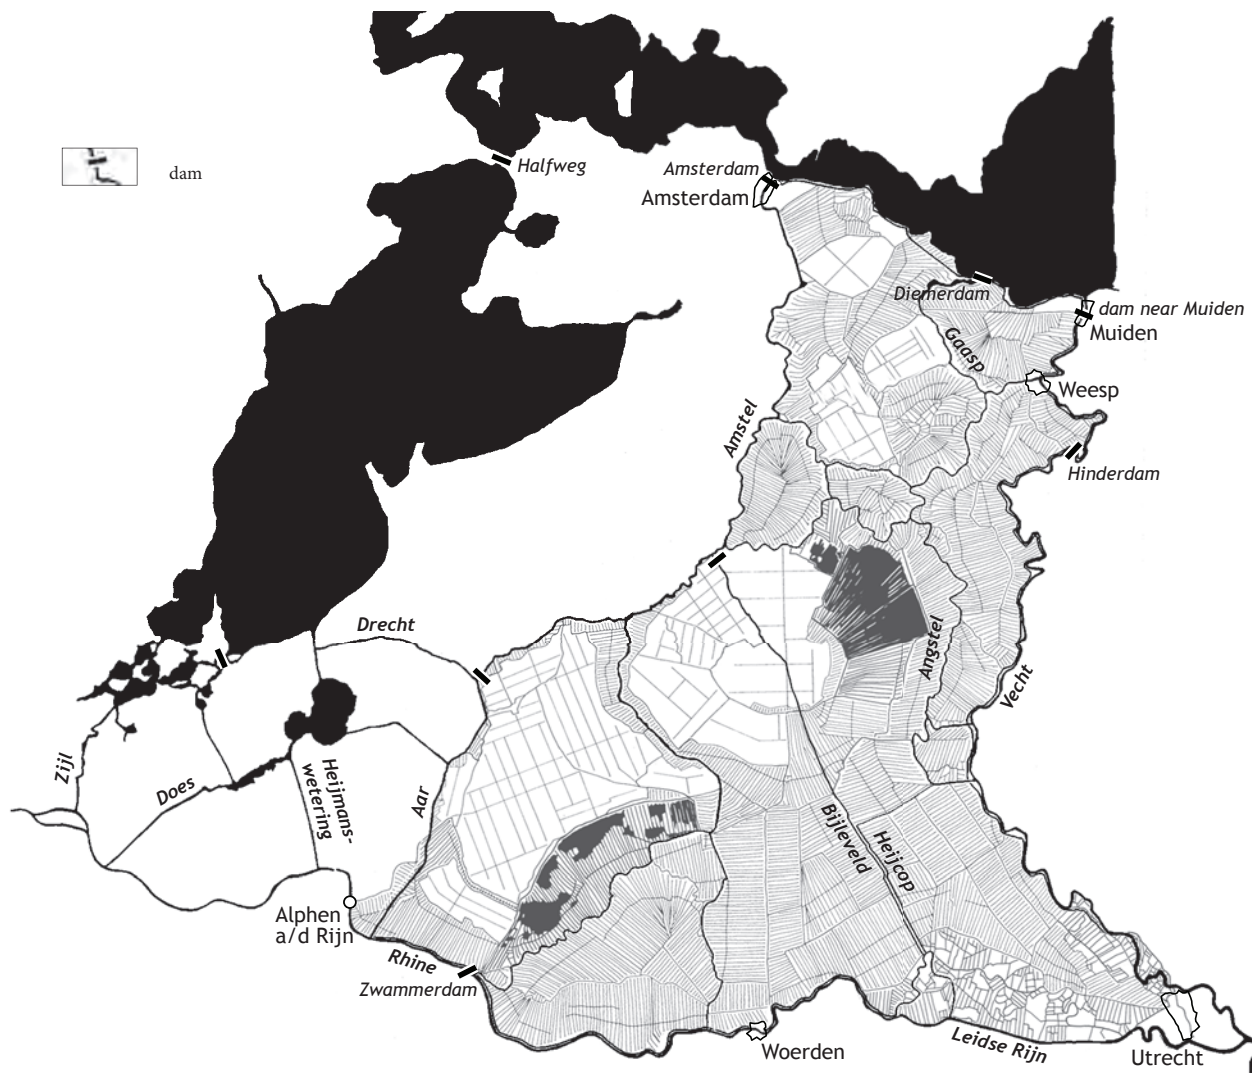 Halfweg
dam
Amsterdam
Amsterdam
Diemerdam
dam near Muiden
Muiden
Gaasp
Weesp
Amstel
Hinderdam
Drecht
Angstel
Vecht
Zijl
Does
Heijmans-
wetering
Aar
Bijleveld
Heijcop
Alphen
a/d Rijn
Rhine
Zwammerdam
Woerden
Leidse Rijn
Utrecht